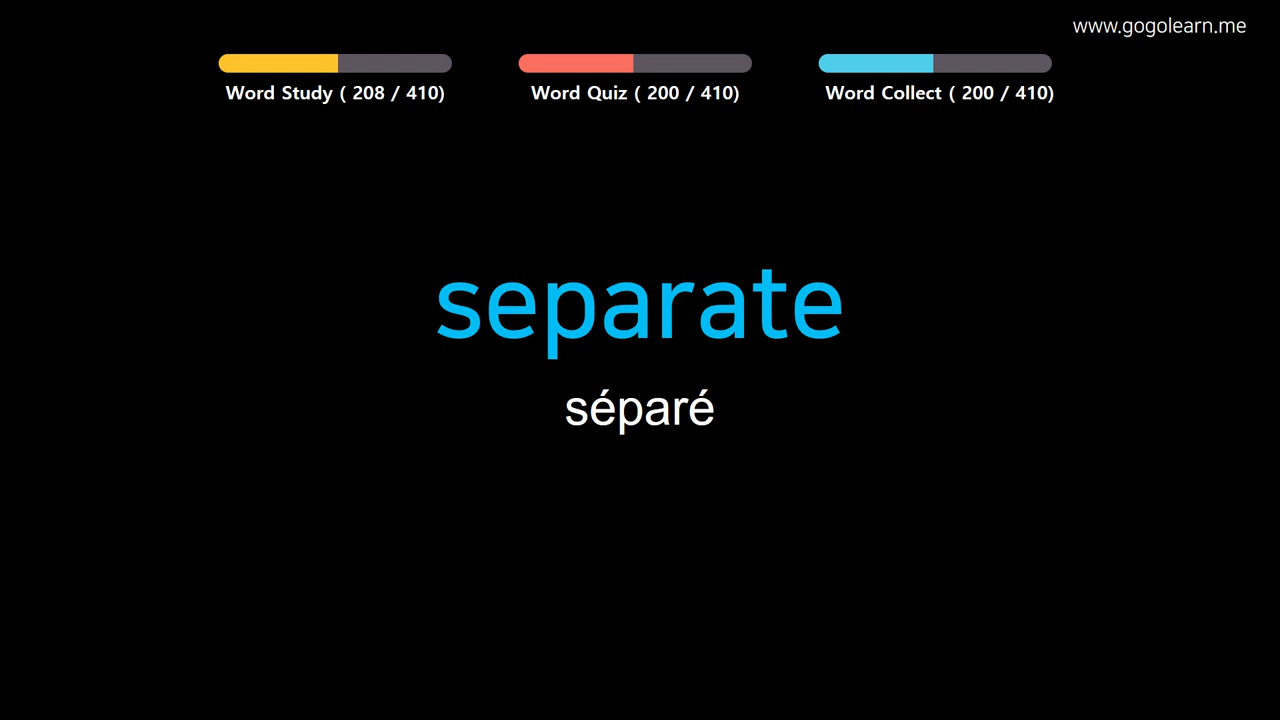 www.gogolearn.me
Word Study ( 208 / 410)
Word Quiz ( 200 / 410)
Word Collect ( 200 / 410)
separate
séparé